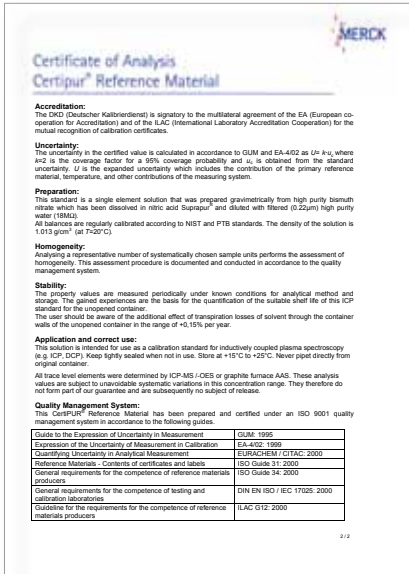 MERCK
Certificate of Analysis
Certipur® Reference Material
Accreditation:
The DKD (Deutscher Kalibrierdienst) is signatory to the multilateral agreement of the EA (European co-
operation for Accreditation) and of the ILAC (International Laboratory Accreditation Cooperation) for the
mutual recognition of calibration certificates.
Uncertainty:
The uncertainty in the certified value is calculated in accordance to GUM and EA-4/02 as U= k·uc where
k=2 is the coverage factor for a 95% coverage probability and uc is obtained from the standard
uncertainty. U is the expanded uncertainty which includes the contribution of the primary reference
material, temperature, and other contributions of the measuring system.
Preparation:
This standard is a single element solution that was prepared gravimetrically from high purity bismuth
nitrate which has been dissolved in nitric acid Suprapur® and diluted with filtered (0.22µm) high purity
water (18MΩ).
All balances are regularly calibrated according to NIST and PTB standards. The density of the solution is
1.013 g/cm³ (at T=20°C).
Homogeneity:
Analysing a representative number of systematically chosen sample units performs the assessment of
homogeneity. This assessment procedure is documented and conducted in accordance to the quality
management system.
Stability:
The property values are measured periodically under known conditions for analytical method and
storage. The gained experiences are the basis for the quantification of the suitable shelf life of this ICP
standard for the unopened container.
The user should be aware of the additional effect of transpiration losses of solvent through the container
walls of the unopened container in the range of +0,15% per year.
Application and correct use:
This solution is intended for use as a calibration standard for inductively coupled plasma spectroscopy
(e.g. ICP, DCP). Keep tightly sealed when not in use. Store at +15°C to +25°C. Never pipet directly from
original container.
All trace level elements were determined by ICP-MS /-OES or graphite furnace AAS. These analysis
values are subject to unavoidable systematic variations in this concentration range. They therefore do
not form part of our guarantee and are subsequently no subject of release.
Quality Management System:
This CertiPUR® Reference Material has been prepared and certified under an ISO 9001 quality
management system in accordance to the following guides.
Guide to the Expression of Uncertainty in Measurement GUM: 1995
Expression of the Uncertainty of Measurement in Calibration EA-4/02: 1999
Quantifying Uncertainty in Analytical Measurement EURACHEM / CITAC: 2000
Reference Materials - Contents of certificates and labels ISO Guide 31: 2000
General requirements for the competence of reference materials ISO Guide 34: 2000
producers
General requirements for the competence of testing and DIN EN ISO / IEC 17025: 2000
calibration laboratories
Guideline for the requirements for the competence of reference ILAC G12: 2000
materials producers
2 / 2